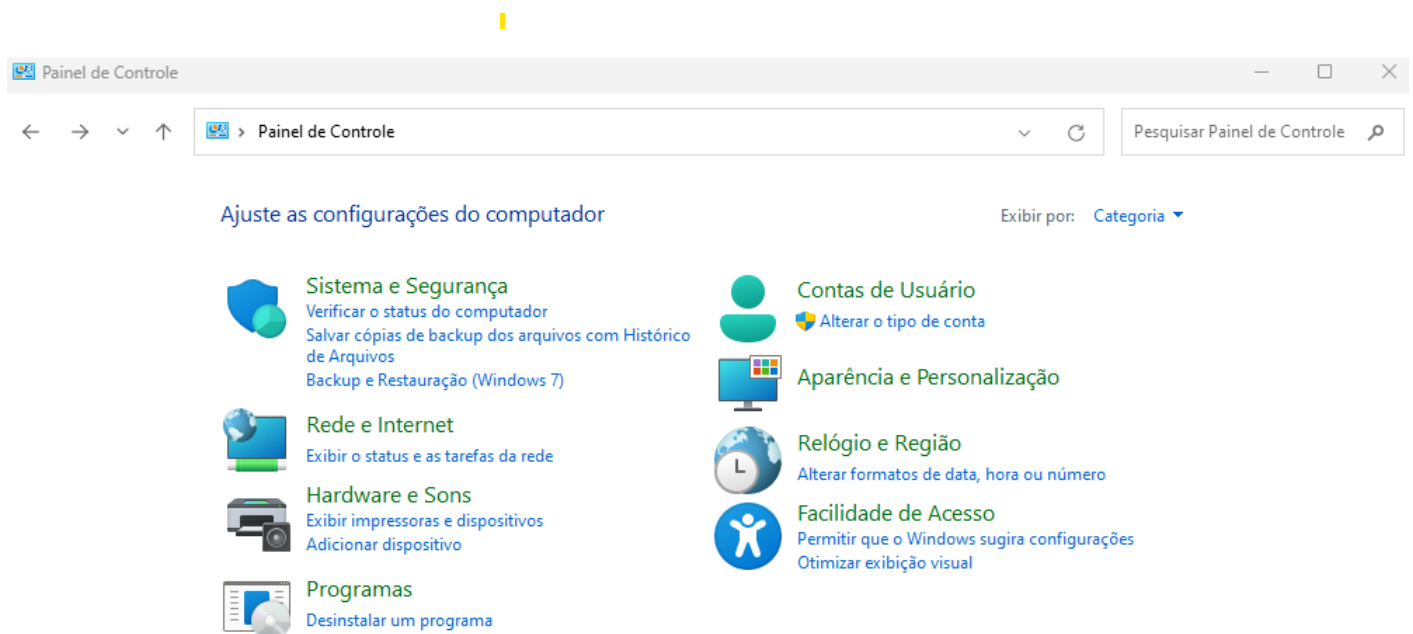 Painel de Controle
Painel de Controle
Pesquisar Painel de Controle
Ajuste as configurações do computador
Exibir por: Categoria
Sistema e Segurança
Verificar o status do computador
Salvar cópias de backup dos arquivos com Histórico
de Arquivos
Backup e Restauração (Windows 7)
Rede e Internet
Exibir o status e as tarefas da rede
Hardware e Sons
Exibir impressoras e dispositivos
Adicionar dispositivo
Programas
Desinstalar um programa
Contas de Usuário
Alterar o tipo de conta
Aparência e Personalização
Relógio e Região
Alterar formatos de data, hora ou número
Facilidade de Acesso
Permitir que o Windows sugira configurações
Otimizar exibição visual